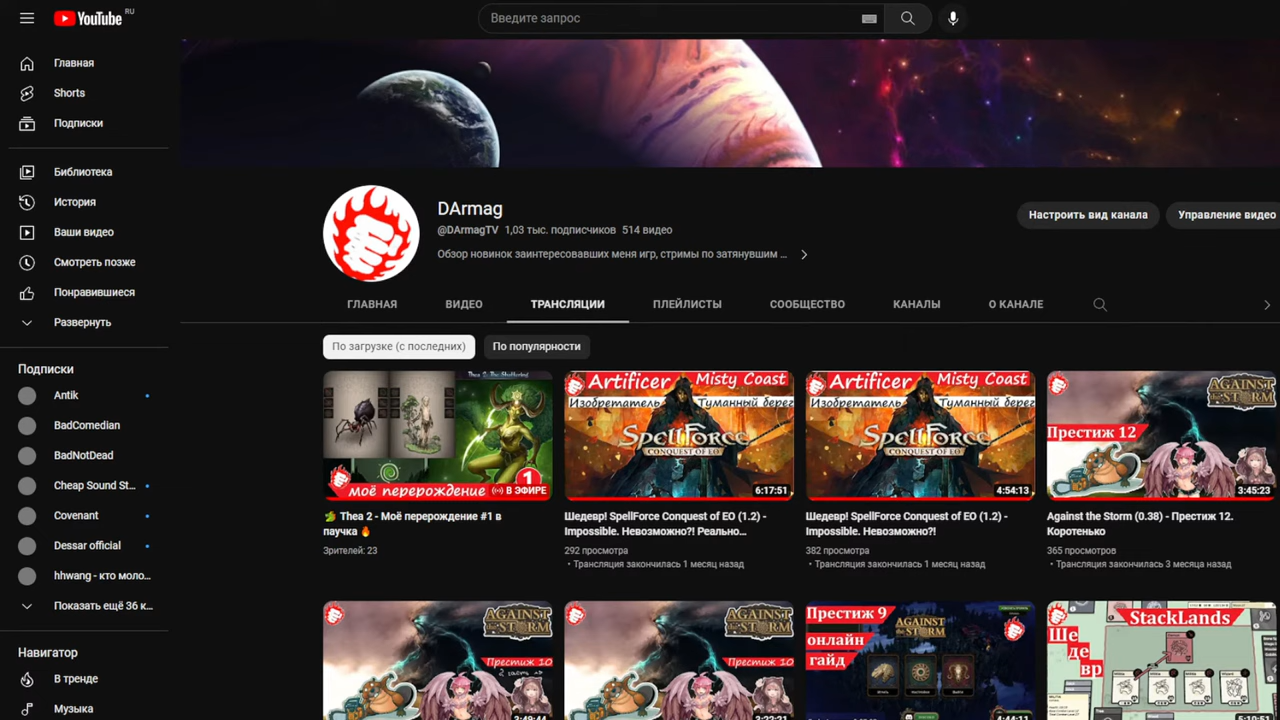 YouTube RU
Введите запрос
Главная
Shorts
Подписки
Библиотека
История
Ваши видео
Смотреть позже
Понравившиеся
Развернуть
Подписки
Antik
BadComedian
BadNotDead
Cheap Sound St...
Covenant
Dessar official
hhwang - кто моло...
Показать ещё 36 к...
Навигатор
В тренде
Музыка
DArmag
@DArmagTV 1,03 тыс. подписчиков 514 видео
Обзор новинок заинтересовавших меня игр, стримы по затянувшим ...
Настроить вид канала
Управление видео
ГЛАВНАЯ ВИДЕО ТРАНСЛЯЦИИ ПЛЕЙЛИСТЫ СООБЩЕСТВО КАНАЛЫ О КАНАЛЕ
По загрузке (с последних)
По популярности
Thea 2: The Shattering
1
моё перерождение
В ЭФИРЕ
Thea 2 - Моё перерождение #1 в
паучка
Зрителей: 23
Artificer Misty Coast
Изобретатель Туманный берег
SPELLFORCE
CONQUEST OF EO
6:17:51
Шедевр! SpellForce Conquest of EO (1.2) -
Impossible. Невозможно?! Реально...
292 просмотра
• Трансляция закончилась 1 месяц назад
Artificer Misty Coast
Изобретатель Туманный берег
SPELLFORCE
CONQUEST OF EO
4:54:13
Шедевр! SpellForce Conquest of EO (1.2) -
Impossible. Невозможно?!
382 просмотра
• Трансляция закончилась 1 месяц назад
AGAINST
THE STORM
Престиж 12
3:45:23
Against the Storm (0.38) - Престиж 12.
Коротенько
365 просмотров
• Трансляция закончилась 3 месяца назад
AGAINST
THE STORM
Престиж 10
AGAINST
THE STORM
Престиж 10
Престиж 9
онлайн
гайд
AGAINST
THE STORM
StackLands
Ше
де
вр